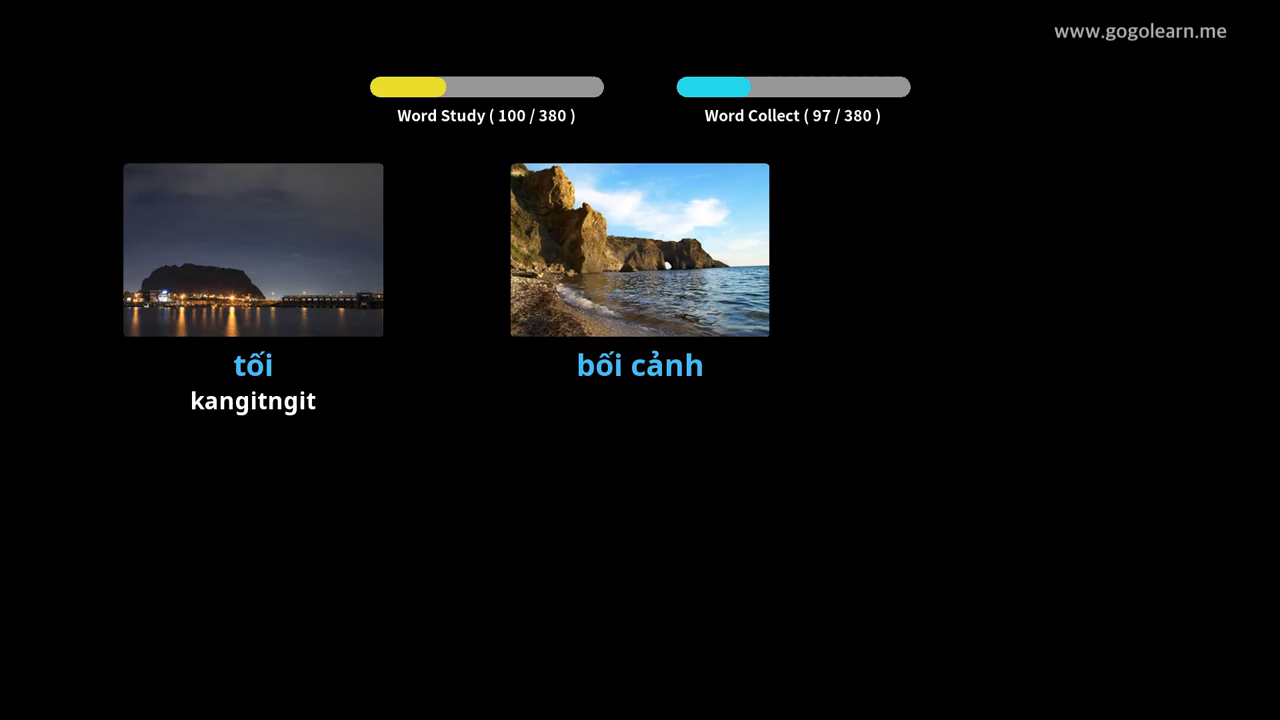 www.gogolearn.me
Word Study ( 100 / 380 )
Word Collect ( 97 / 380 )
tối
kangitngit
bối cảnh